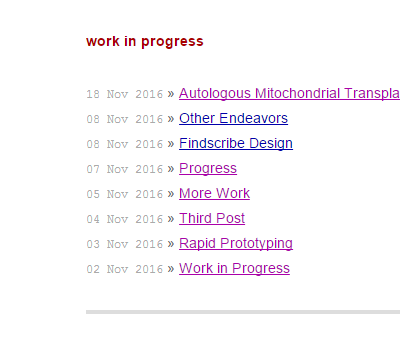 work in progress
18 Nov 2016 » Autologous Mitochondrial Transpla
08 Nov 2016 » Other Endeavors
08 Nov 2016 » Findscribe Design
07 Nov 2016 » Progress
05 Nov 2016 » More Work
04 Nov 2016 » Third Post
03 Nov 2016 » Rapid Prototyping
02 Nov 2016 » Work in Progress